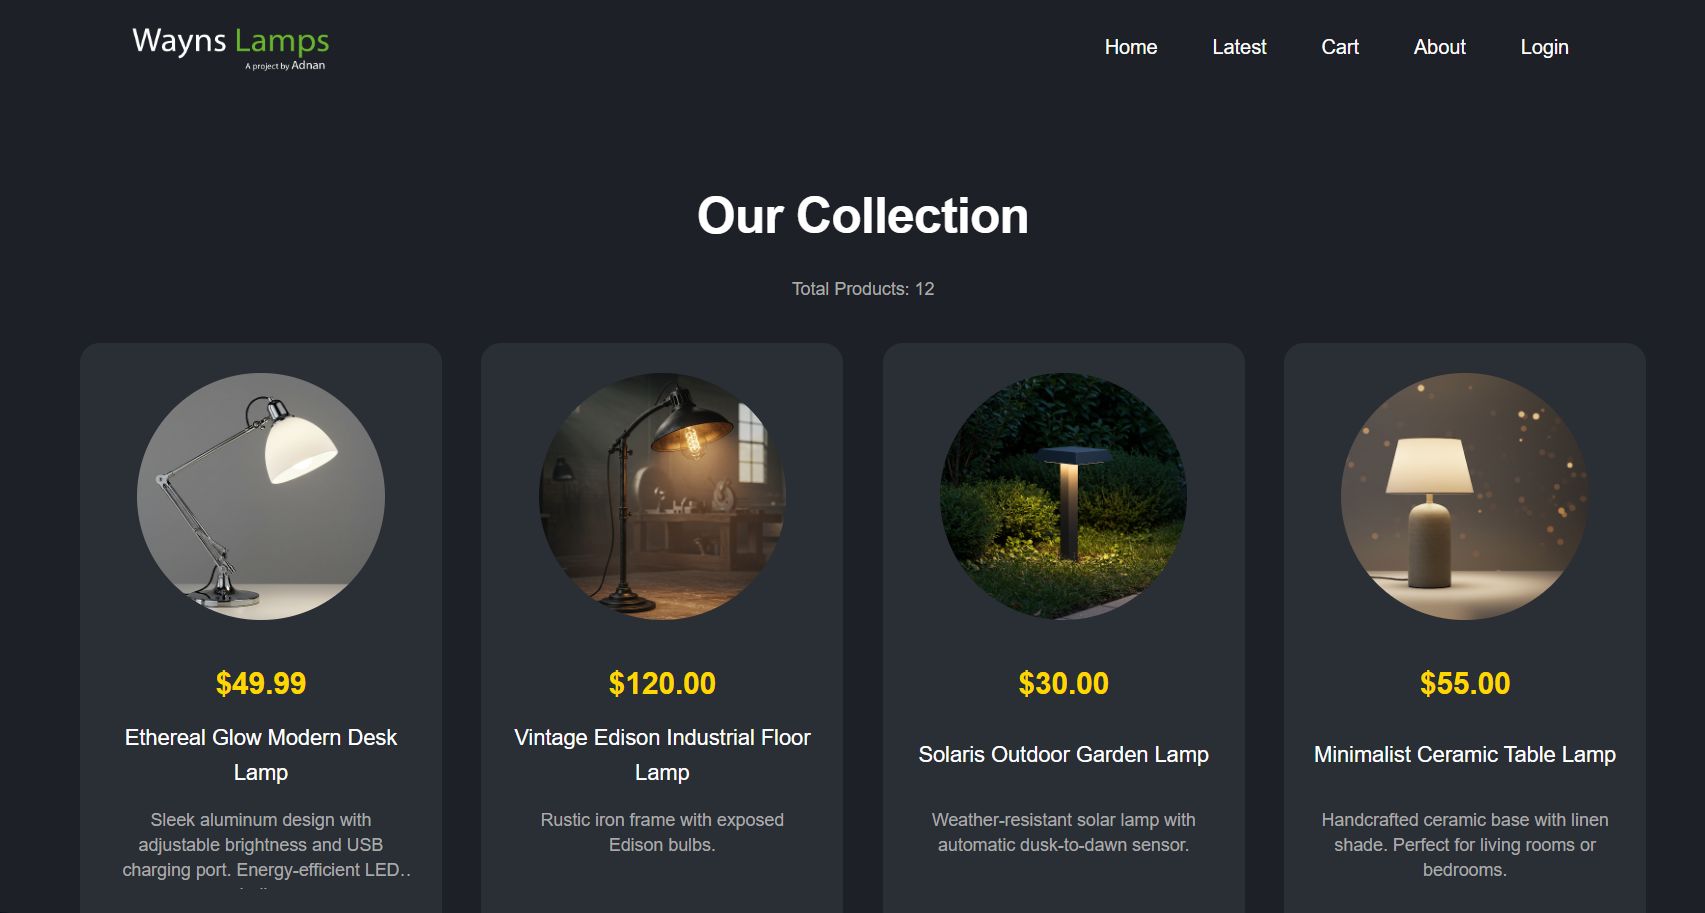 Wayns Lamps
A project by Adnan
Home
Latest
Cart
About
Login
Our Collection
Total Products: 12
$49.99
Ethereal Glow Modern Desk
Lamp
Sleek aluminum design with
adjustable brightness and USB
charging port. Energy-efficient LED..
$120.00
Vintage Edison Industrial Floor
Lamp
Rustic iron frame with exposed
Edison bulbs.
$30.00
Solaris Outdoor Garden Lamp
Weather-resistant solar lamp with
automatic dusk-to-dawn sensor.
$55.00
Minimalist Ceramic Table Lamp
Handcrafted ceramic base with linen
shade. Perfect for living rooms or
bedrooms.